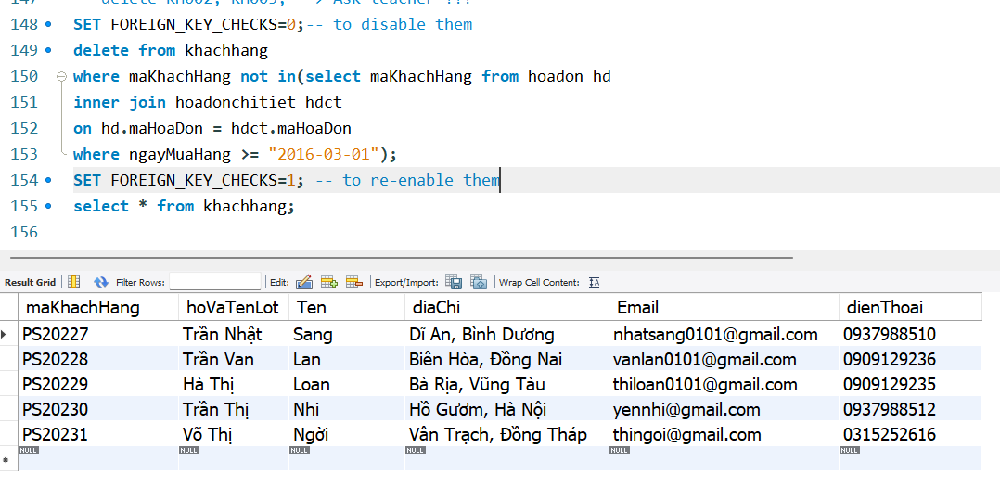 147 delete KH002, KH003, --> Ask teacher ???
148 SET FOREIGN_KEY_CHECKS=0;-- to disable them
149 delete from khachhang
150 where maKhachHang not in(select maKhachHang from hoadon hd
151 inner join hoadonchitiet hdct
152 on hd.maHoaDon = hdct.maHoaDon
153 where ngayMuaHang >= "2016-03-01");
154 SET FOREIGN_KEY_CHECKS=1; -- to re-enable them
155 select * from khachhang;
156
Result Grid Filter Rows: Edit: Export/Import: Wrap Cell Content:
maKhachHang hoVaTenLot Ten diaChi Email dienThoai
PS20227 Trần Nhật Sang Dĩ An, Bình Dương nhatsang0101@gmail.com 0937988510
PS20228 Trần Van Lan Biên Hòa, Đồng Nai vanlan0101@gmail.com 0909129236
PS20229 Hà Thị Loan Bà Rịa, Vũng Tàu thiloan0101@gmail.com 0909129235
PS20230 Trần Thị Nhi Hồ Gươm, Hà Nội yennhi@gmail.com 0937988512
PS20231 Võ Thị Ngời Vân Trạch, Đồng Tháp thingoi@gmail.com 0315252616
NULL NULL NULL NULL NULL NULL